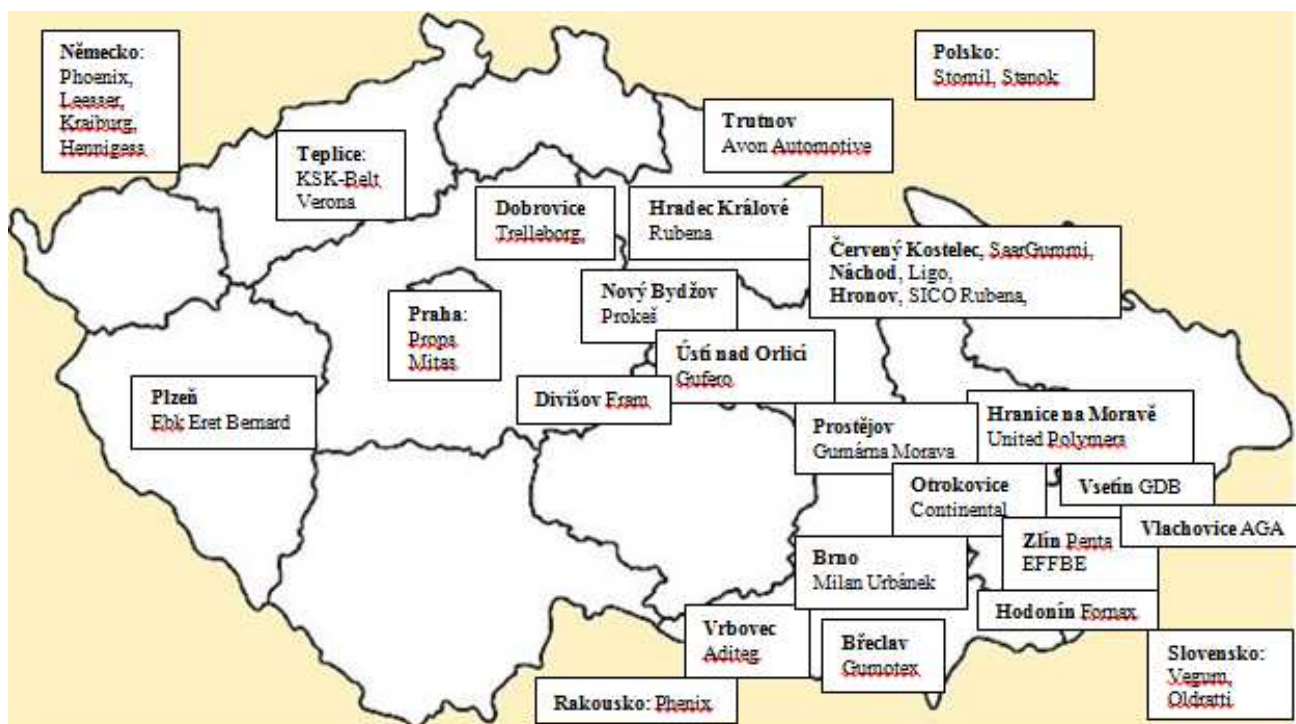 Německo:
Phoenix,
Leesser,
Kraiburg,
Hennigess
Polsko:
Stomil, Stanok
Trutnov
Avon Automotive
Teplice:
KSK-Belt
Verona
Dobrovice
Trelleborg,
Hradec Králové
Rubena
Červený Kostelec, SaarGummi,
Náchod, Ligo,
Hronov, SICO Rubena,
Nový Bydžov
Prokeš
Praha:
Props
Mitas
Ústí nad Orlicí
Gufero
Plzeň
Ebk Eret Bernard
Divišov Fram
Prostějov
Gumárna Morava
Hranice na Moravě
United Polymers
Otrokovice
Continental
Vsetín GDB
Vlachovice AGA
Zlín Penta
EFFBE
Brno
Milan Urbánek
Hodonín Fornax
Vrbovec
Aditeg
Břeclav
Gumotex
Slovensko:
Vegum,
Oldratti
Rakousko: Phenix